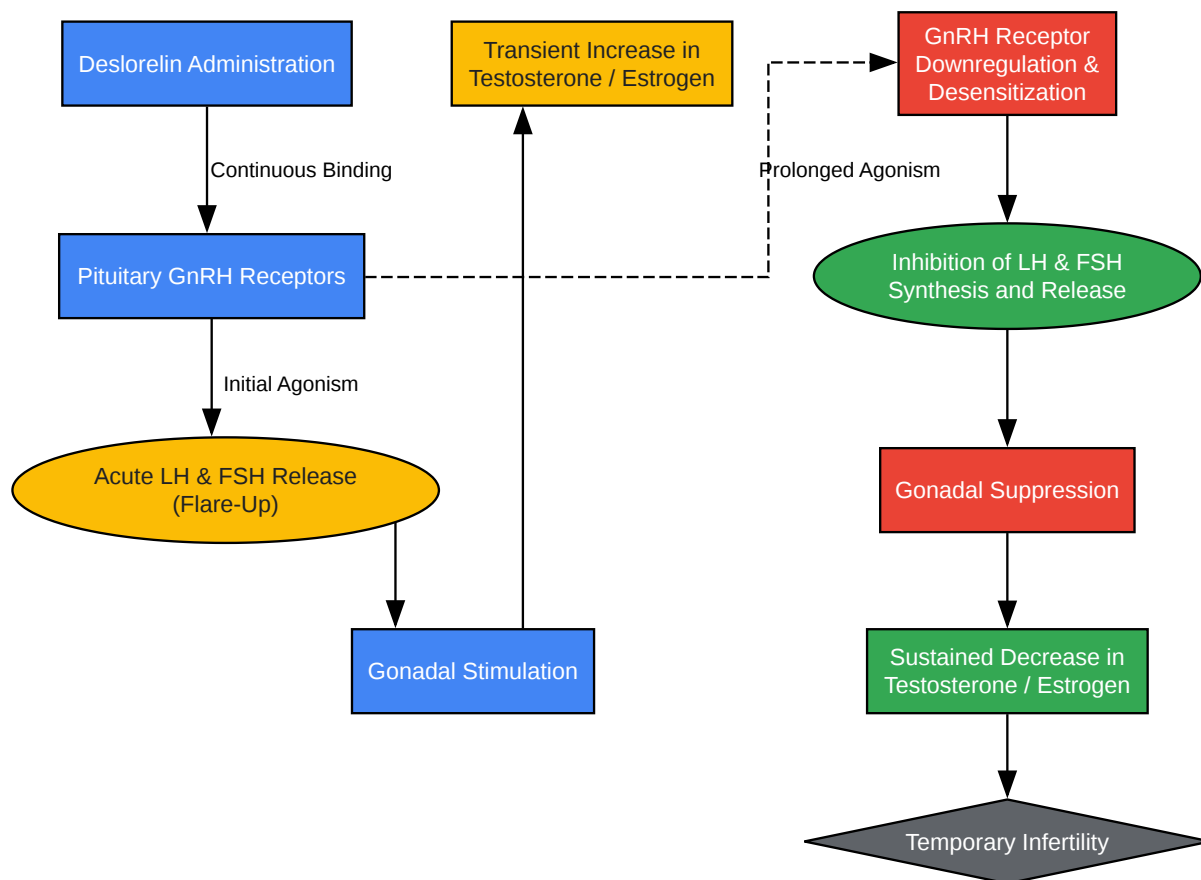 Deslorelin Administration
Continuous Binding
Pituitary GnRH Receptors
Initial Agonism
Acute LH & FSH Release
(Flare-Up)
Gonadal Stimulation
Transient Increase in
Testosterone / Estrogen
Prolonged Agonism
GnRH Receptor
Downregulation &
Desensitization
Inhibition of LH & FSH
Synthesis and Release
Gonadal Suppression
Sustained Decrease in
Testosterone / Estrogen
Temporary Infertility